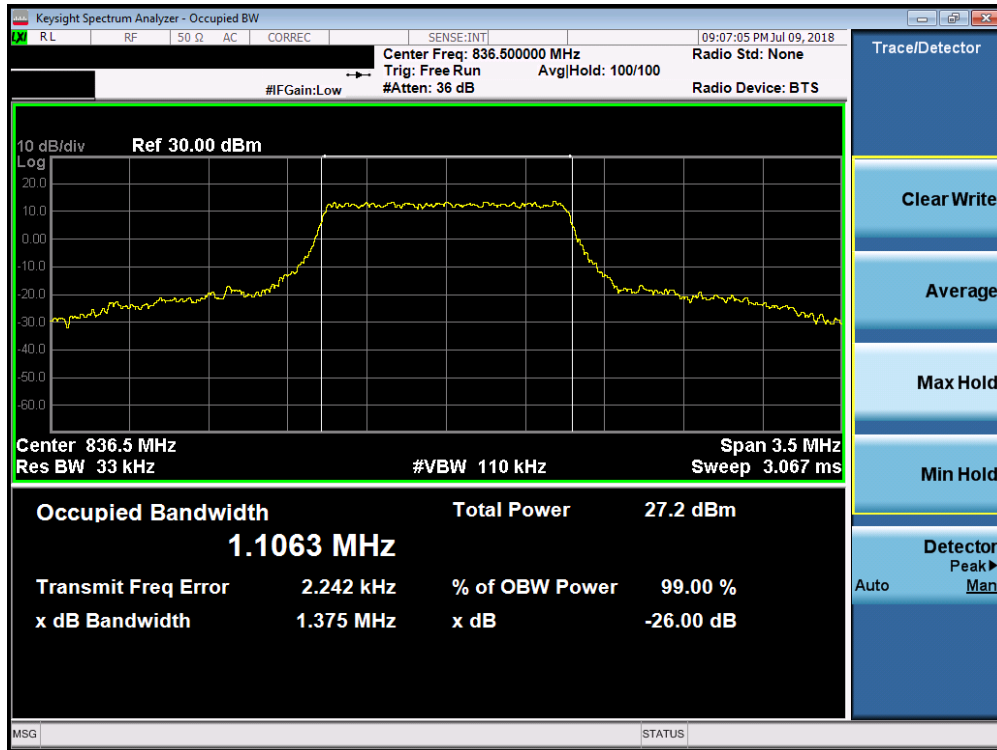 Keysight Spectrum Analyzer - Occupied BW
LXI RL RF 50 Ω AC CORREC SENSE:INT 09:07:05 PM Jul 09, 2018
Center Freq: 836.500000 MHz Radio Std: None
Trig: Free Run Avg|Hold: 100/100
#IFGain:Low #Atten: 36 dB Radio Device: BTS
Trace/Detector
10 dB/div Ref 30.00 dBm
Log
20.0
10.0
0.00
-10.0
-20.0
-30.0
-40.0
-50.0
-60.0
Center 836.5 MHz Span 3.5 MHz
Res BW 33 kHz #VBW 110 kHz Sweep 3.067 ms
Occupied Bandwidth Total Power 27.2 dBm
1.1063 MHz
Transmit Freq Error 2.242 kHz % of OBW Power 99.00 %
x dB Bandwidth 1.375 MHz x dB -26.00 dB
Clear Write
Average
Max Hold
Min Hold
Detector
Peak▶
Auto Man
MSG STATUS